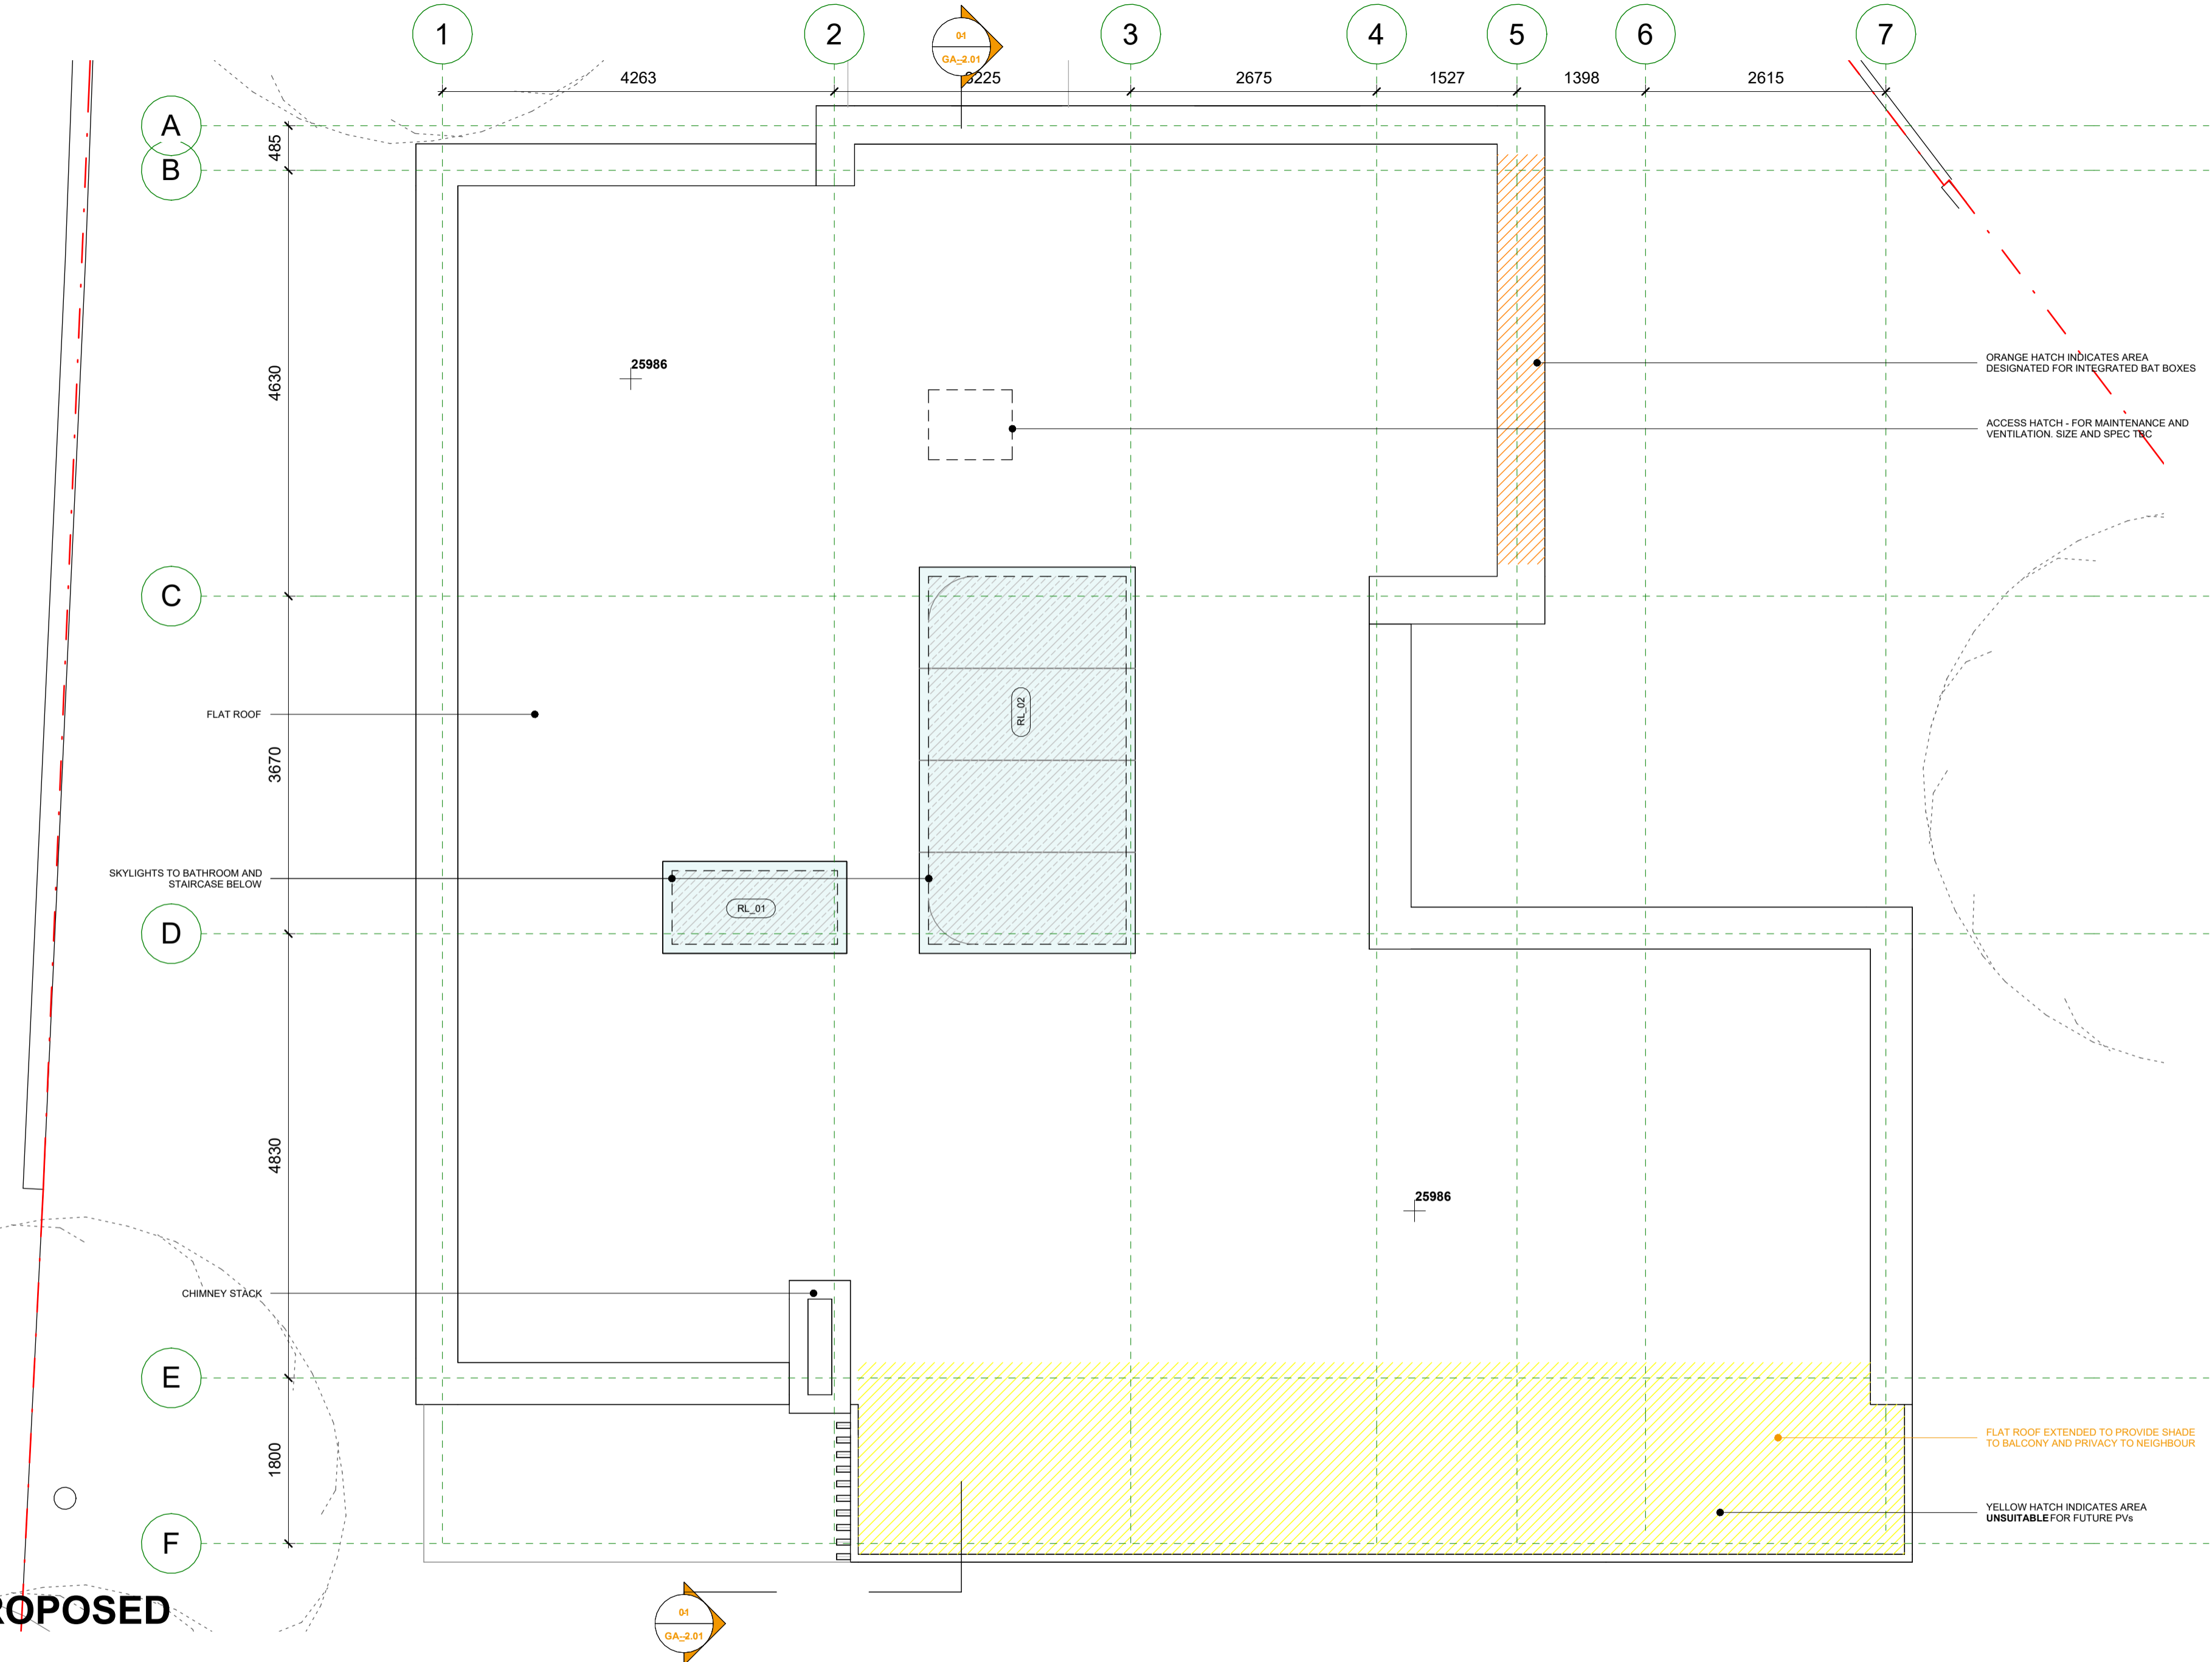 1
2
3
4
5
6
7
01
GA_2.01
4263
3225
2675
1527
1398
2615
A
B
C
D
E
F
485
4630
3670
4830
1800
25986
ORANGE HATCH INDICATES AREA
DESIGNATED FOR INTEGRATED BAT BOXES
ACCESS HATCH - FOR MAINTENANCE AND
VENTILATION. SIZE AND SPEC TBC
FLAT ROOF
RL_02
SKYLIGHTS TO BATHROOM AND
STAIRCASE BELOW
RL_01
25986
CHIMNEY STACK
FLAT ROOF EXTENDED TO PROVIDE SHADE
TO BALCONY AND PRIVACY TO NEIGHBOUR
YELLOW HATCH INDICATES AREA
UNSUITABLE FOR FUTURE PVs
ROPOSED
01
GA_2.01